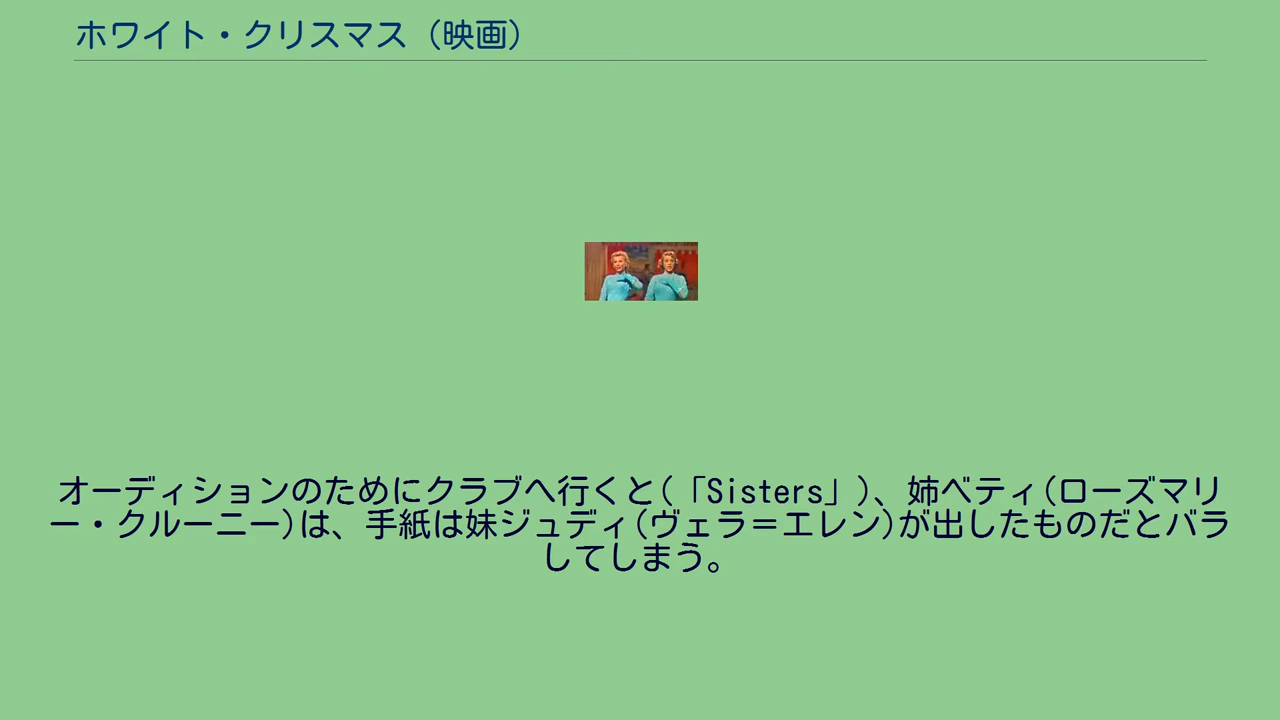 ホワイト・クリスマス（映画）
オーディションのためにクラブへ行くと(「Sisters」)、姉ベティ(ローズマリ
ー・クルーニー)は、手紙は妹ジュディ(ヴェラ＝エレン)が出したものだとバラ
してしまう。